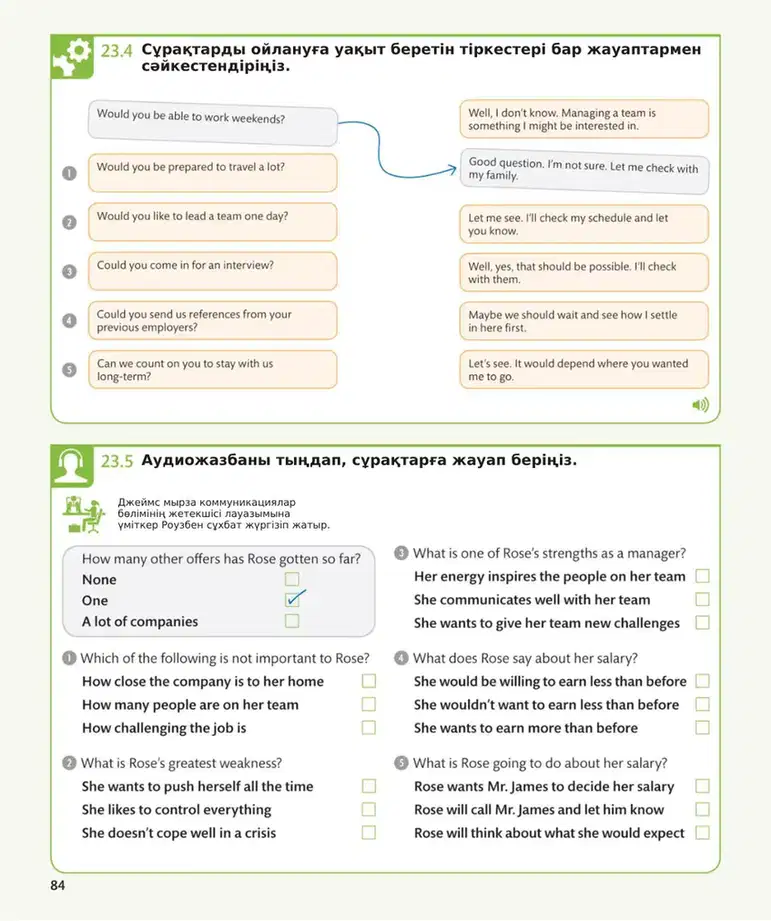 23.4 Сұрақтарды ойлануға уақыт беретін тіркестері бар жауаптармен
сәйкестендіріңіз.
Would you be able to work weekends?
1 Would you be prepared to travel a lot?
2 Would you like to lead a team one day?
3 Could you come in for an interview?
4 Could you send us references from your
previous employers?
5 Can we count on you to stay with us
long-term?
Well, I don't know. Managing a team is
something I might be interested in.
Good question. I'm not sure. Let me check with
my family.
Let me see. I'll check my schedule and let
you know.
Well, yes, that should be possible. I'll check
with them.
Maybe we should wait and see how I settle
in here first.
Let's see. It would depend where you wanted
me to go.
23.5 Аудиожазбаны тыңдап, сұрақтарға жауап беріңіз.
Джеймс мырза коммуникациялар
бөлімінің жетекшісі лауазымына
үміткер Роузбен сұхбат жүргізіп жатыр.
How many other offers has Rose gotten so far?
None
One
A lot of companies
1 Which of the following is not important to Rose?
How close the company is to her home
How many people are on her team
How challenging the job is
2 What is Rose's greatest weakness?
She wants to push herself all the time
She likes to control everything
She doesn't cope well in a crisis
3 What is one of Rose's strengths as a manager?
Her energy inspires the people on her team
She communicates well with her team
She wants to give her team new challenges
4 What does Rose say about her salary?
She would be willing to earn less than before
She wouldn't want to earn less than before
She wants to earn more than before
5 What is Rose going to do about her salary?
Rose wants Mr. James to decide her salary
Rose will call Mr. James and let him know
Rose will think about what she would expect
84